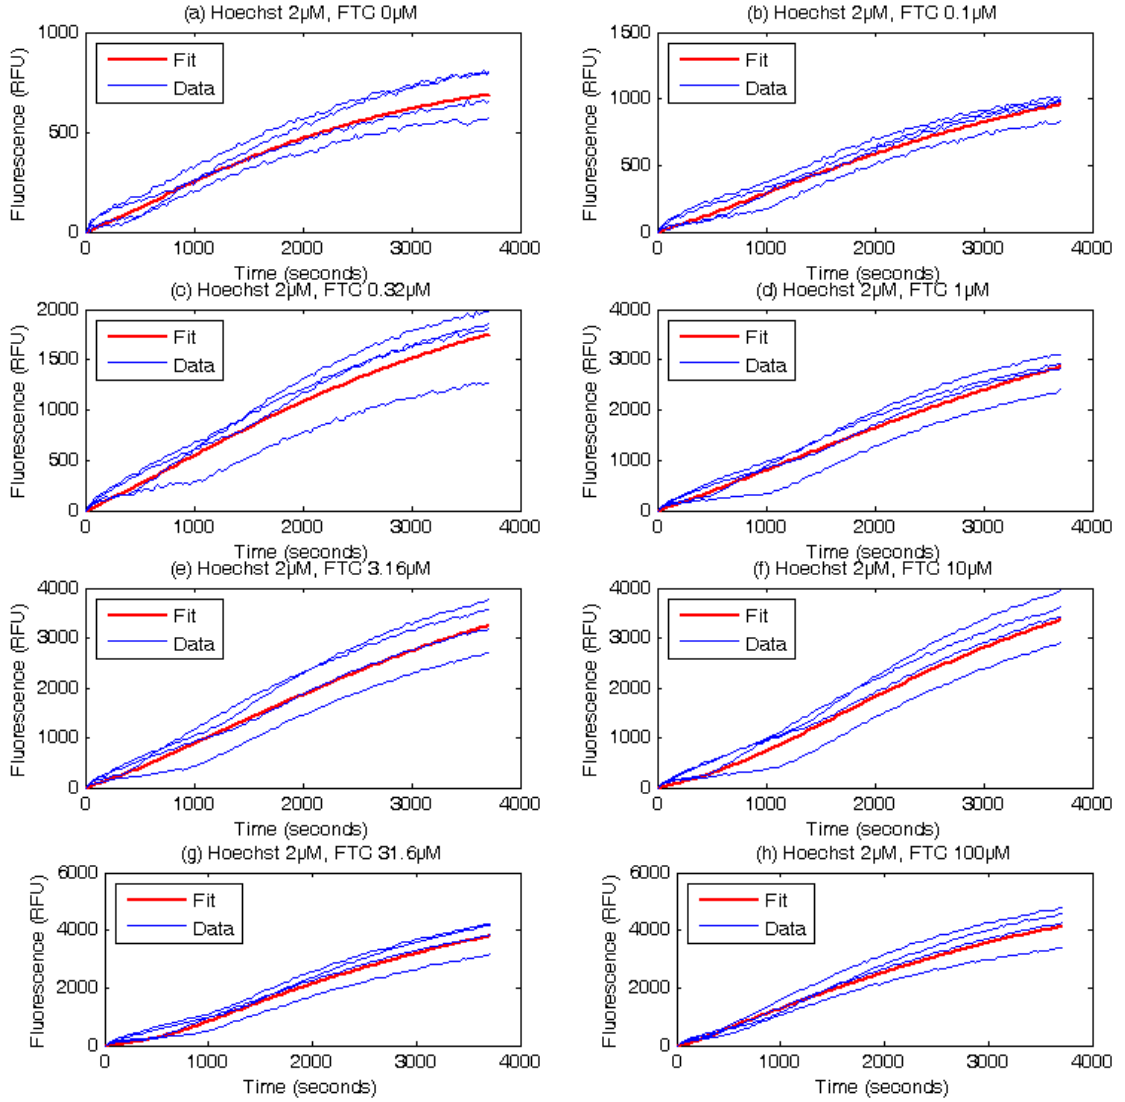 (a) Hoechst 2µM, FTC 0µM
1000
500
0
Fluorescence (RFU)
Fit
Data
0 1000 2000 3000 4000
Time (seconds)
(b) Hoechst 2µM, FTC 0.1µM
1500
1000
500
0
Fluorescence (RFU)
Fit
Data
0 1000 2000 3000 4000
Time (seconds)
(c) Hoechst 2µM, FTC 0.32µM
2000
1500
1000
500
0
Fluorescence (RFU)
Fit
Data
0 1000 2000 3000 4000
Time (seconds)
(d) Hoechst 2µM, FTC 1µM
4000
3000
2000
1000
0
Fluorescence (RFU)
Fit
Data
0 1000 2000 3000 4000
Time (seconds)
(e) Hoechst 2µM, FTC 3.16µM
4000
3000
2000
1000
0
Fluorescence (RFU)
Fit
Data
0 1000 2000 3000 4000
Time (seconds)
(f) Hoechst 2µM, FTC 10µM
4000
3000
2000
1000
0
Fluorescence (RFU)
Fit
Data
0 1000 2000 3000 4000
Time (seconds)
(g) Hoechst 2µM, FTC 31.6µM
6000
4000
2000
0
Fluorescence (RFU)
Fit
Data
0 1000 2000 3000 4000
Time (seconds)
(h) Hoechst 2µM, FTC 100µM
6000
4000
2000
0
Fluorescence (RFU)
Fit
Data
0 1000 2000 3000 4000
Time (seconds)